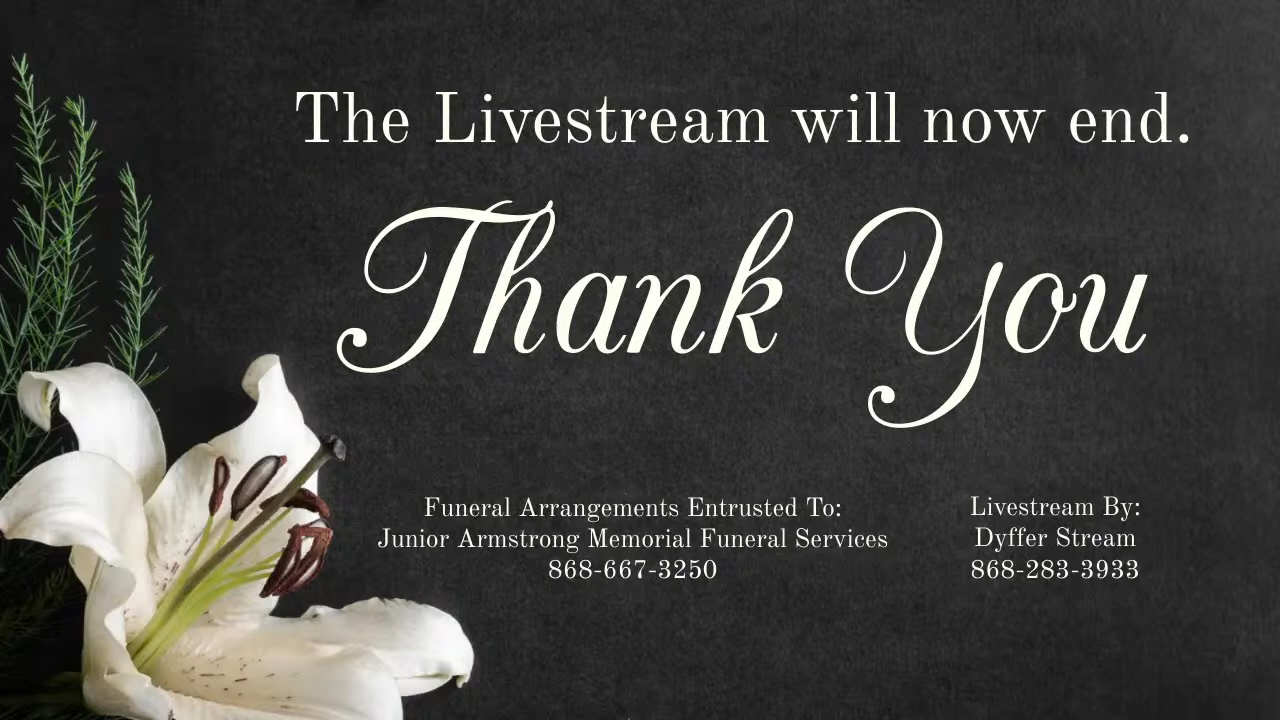 The Livestream will now end.
Thank You
Funeral Arrangements Entrusted To:
Junior Armstrong Memorial Funeral Services
868-667-3250
Livestream By:
Dyffer Stream
868-283-3933